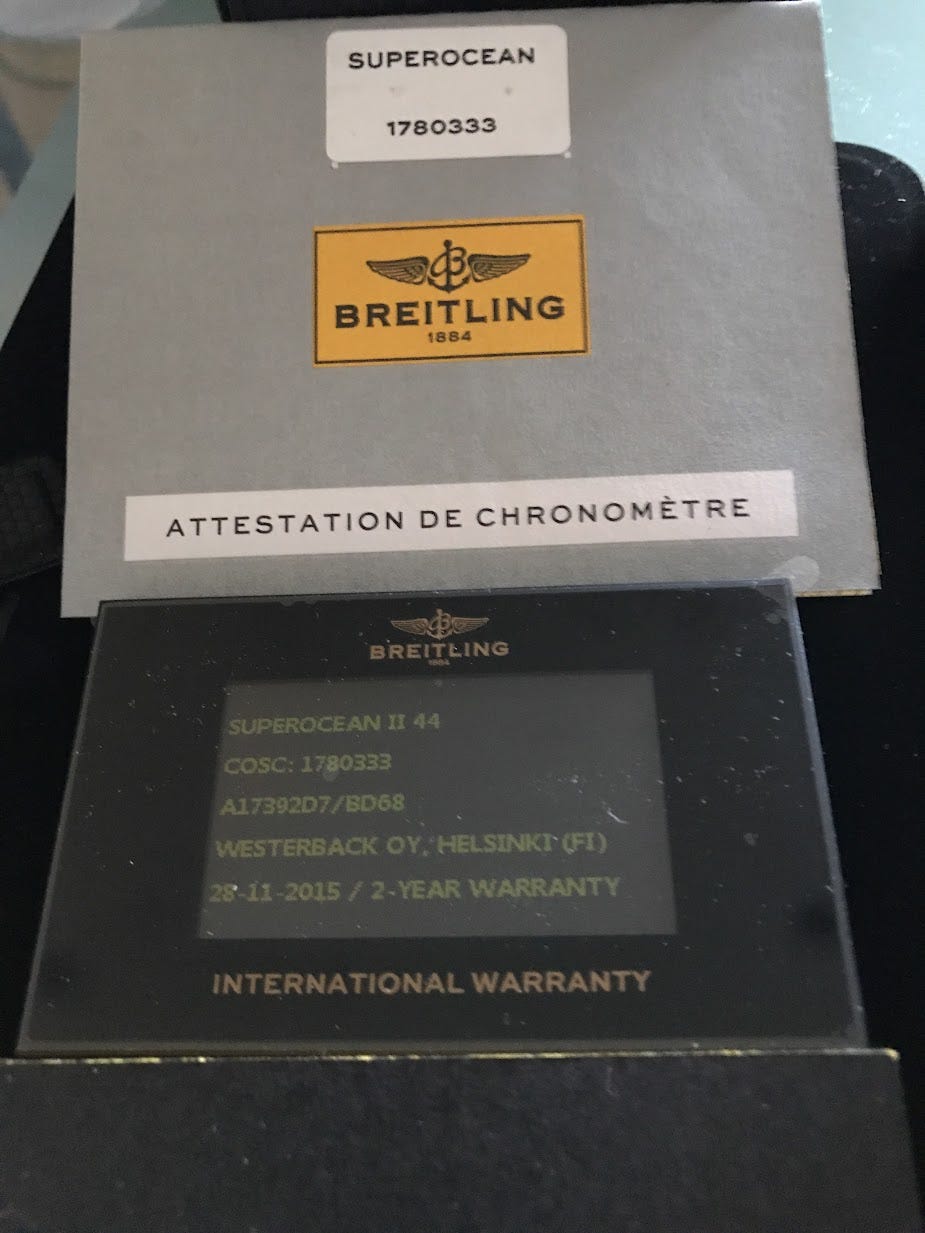 SUPEROCEAN
1780333
BREITLING
1884
ATTESTATION DE CHRONOMÈTRE
BREITLING
1884
SUPEROCEAN II 44
COSC: 1780333
A17392D7/BD68
WESTERBACK OY, HELSINKI (FI)
28-11-2015 / 2-YEAR WARRANTY
INTERNATIONAL WARRANTY